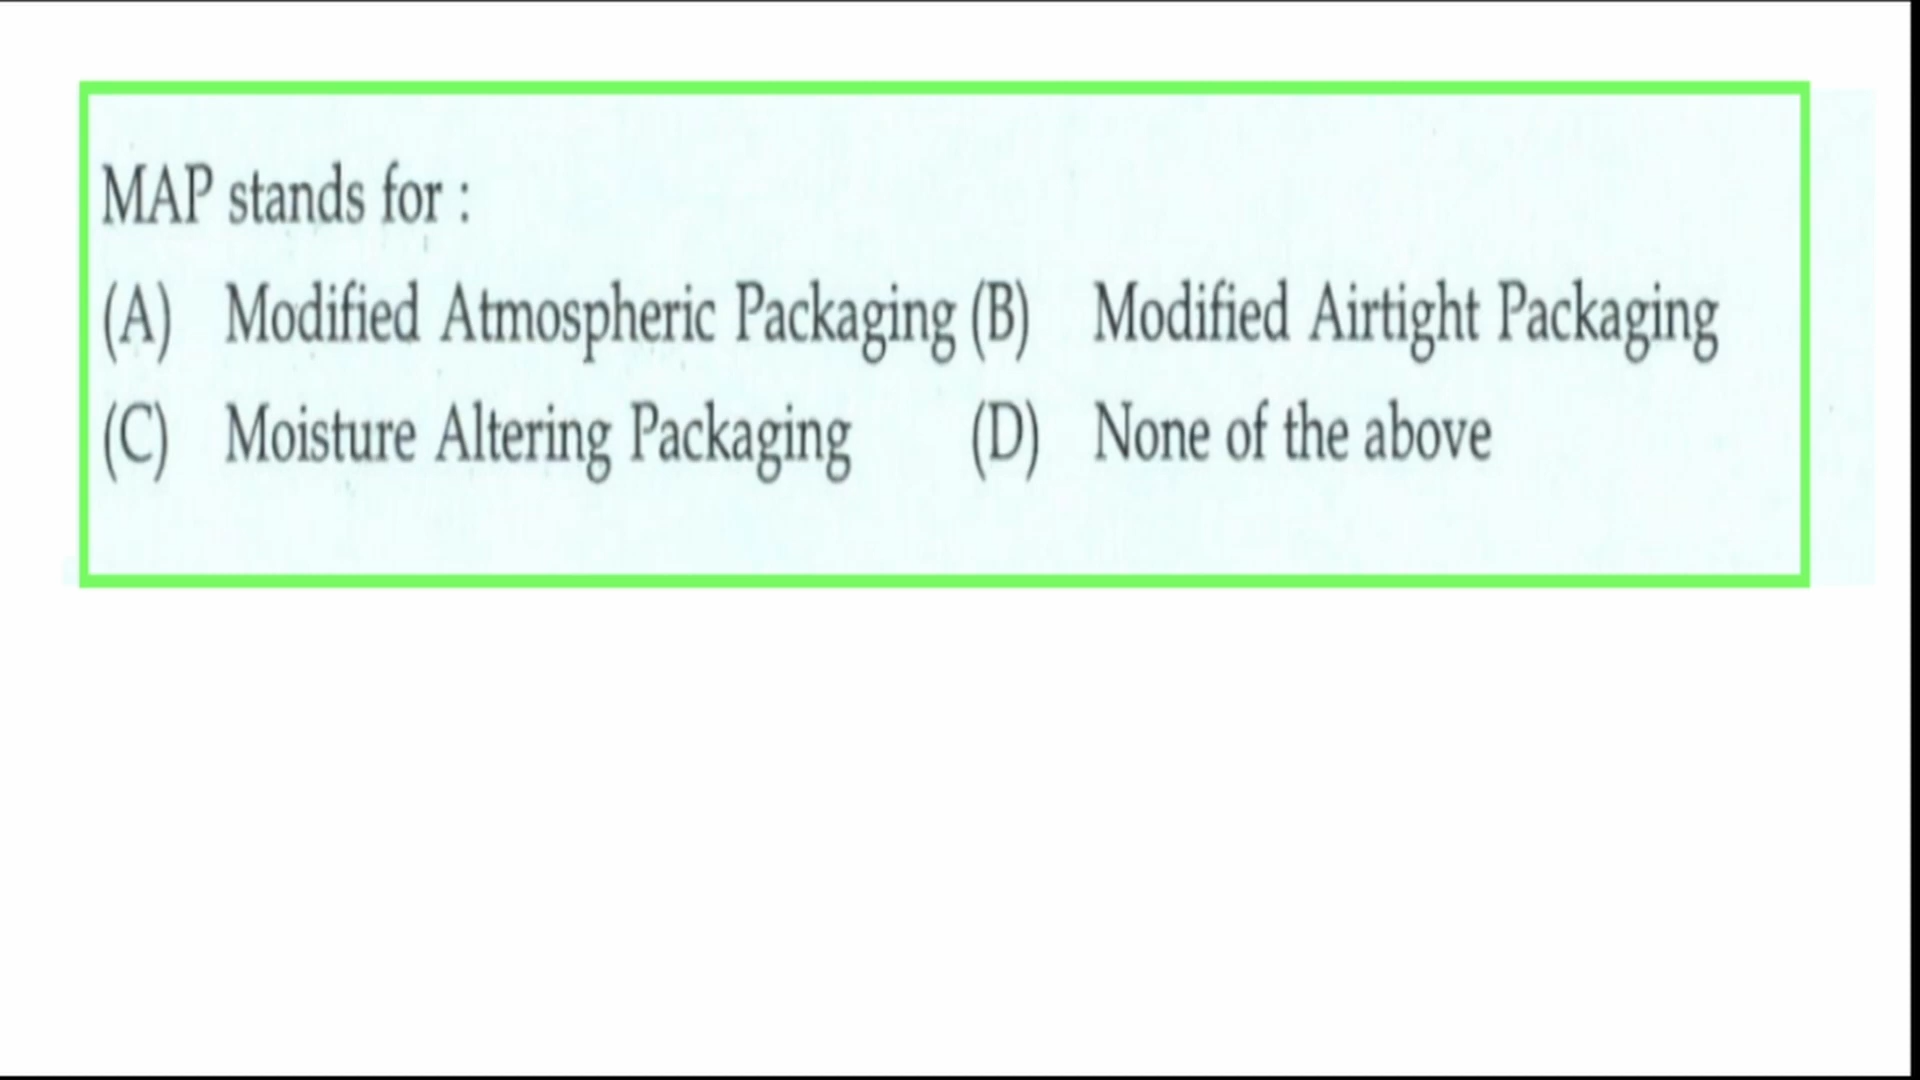 MAP stands for :
(A) Modified Atmospheric Packaging (B) Modified Airtight Packaging
(C) Moisture Altering Packaging (D) None of the above